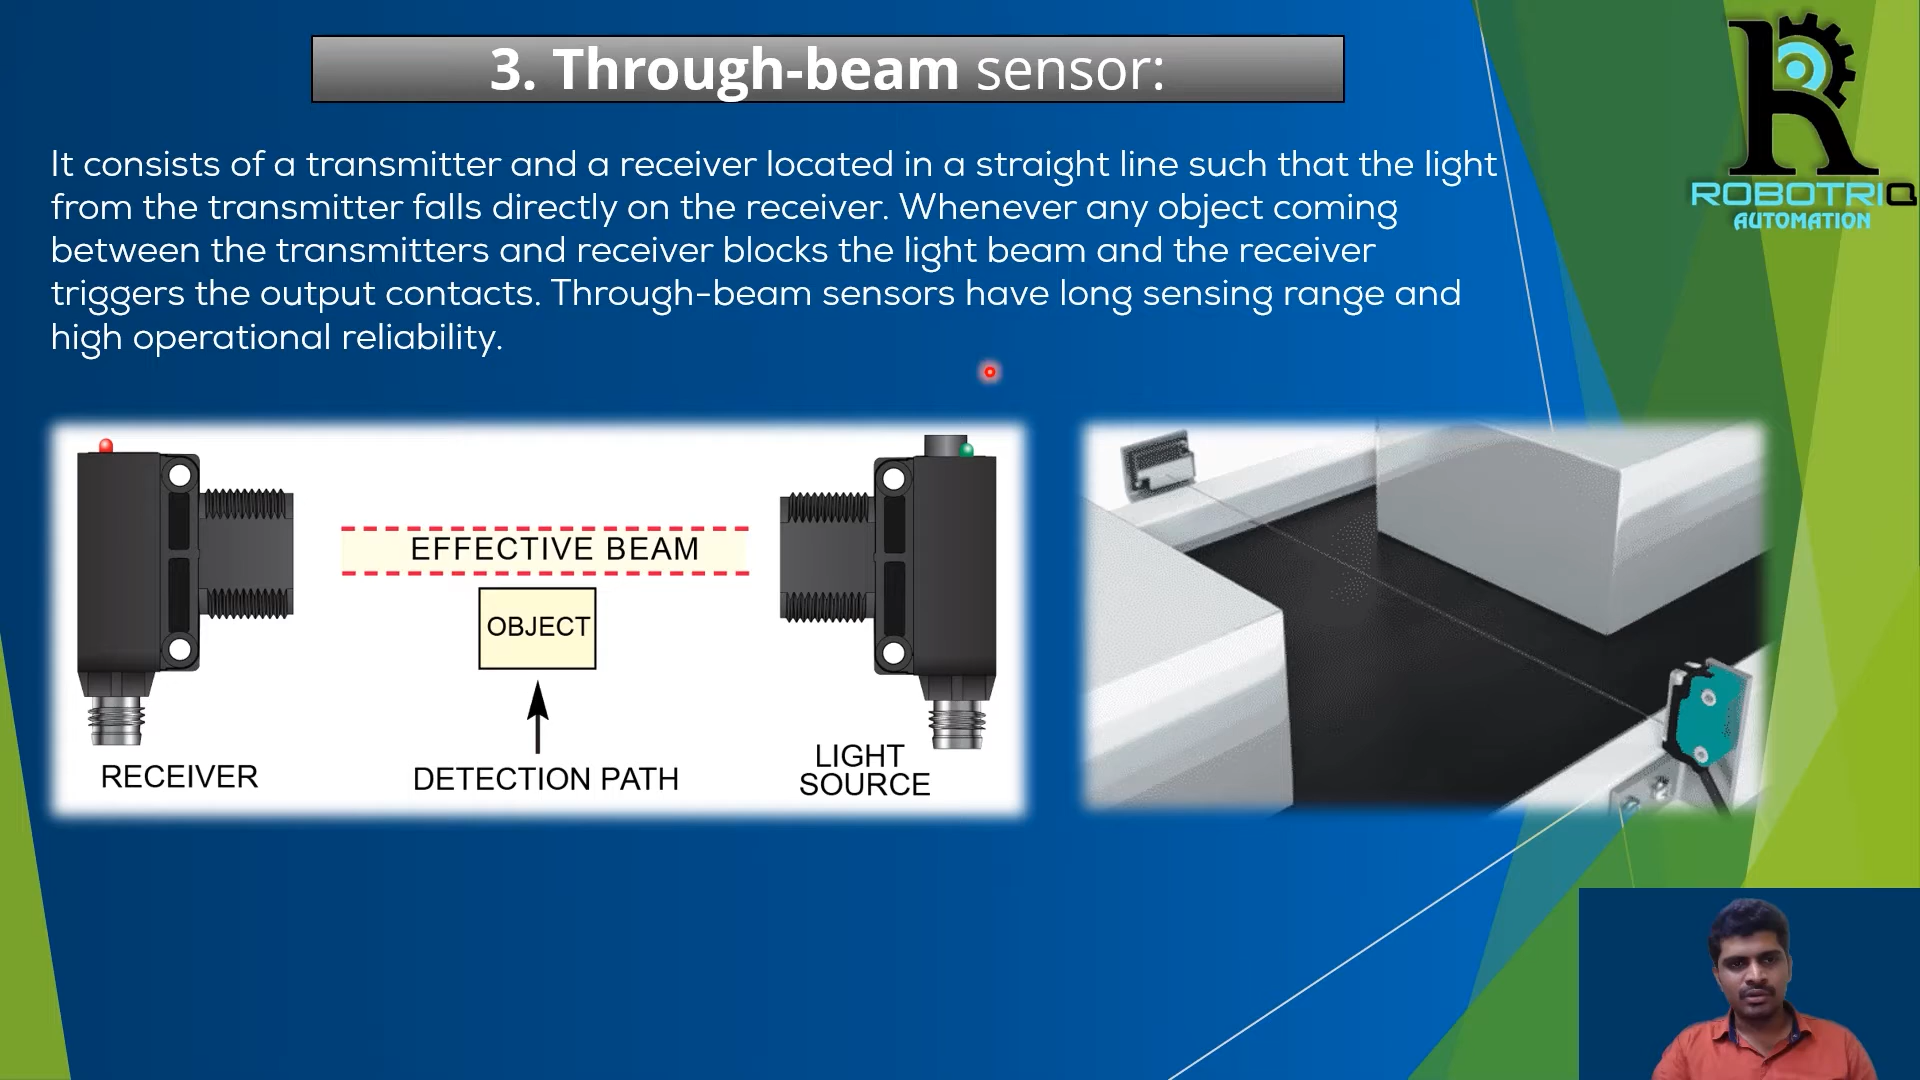 3. Through-beam sensor:
It consists of a transmitter and a receiver located in a straight line such that the light
from the transmitter falls directly on the receiver. Whenever any object coming
between the transmitters and receiver blocks the light beam and the receiver
triggers the output contacts. Through-beam sensors have long sensing range and
high operational reliability.
ROBOTRIQ
AUTOMATION
EFFECTIVE BEAM
OBJECT
RECEIVER
DETECTION PATH
LIGHT
SOURCE